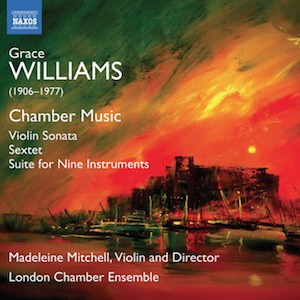 NAXOS
Grace
WILLIAMS
(1906–1977)
Chamber Music
Violin Sonata
Sextet
Suite for Nine Instruments
Madeleine Mitchell, Violin and Director
London Chamber Ensemble